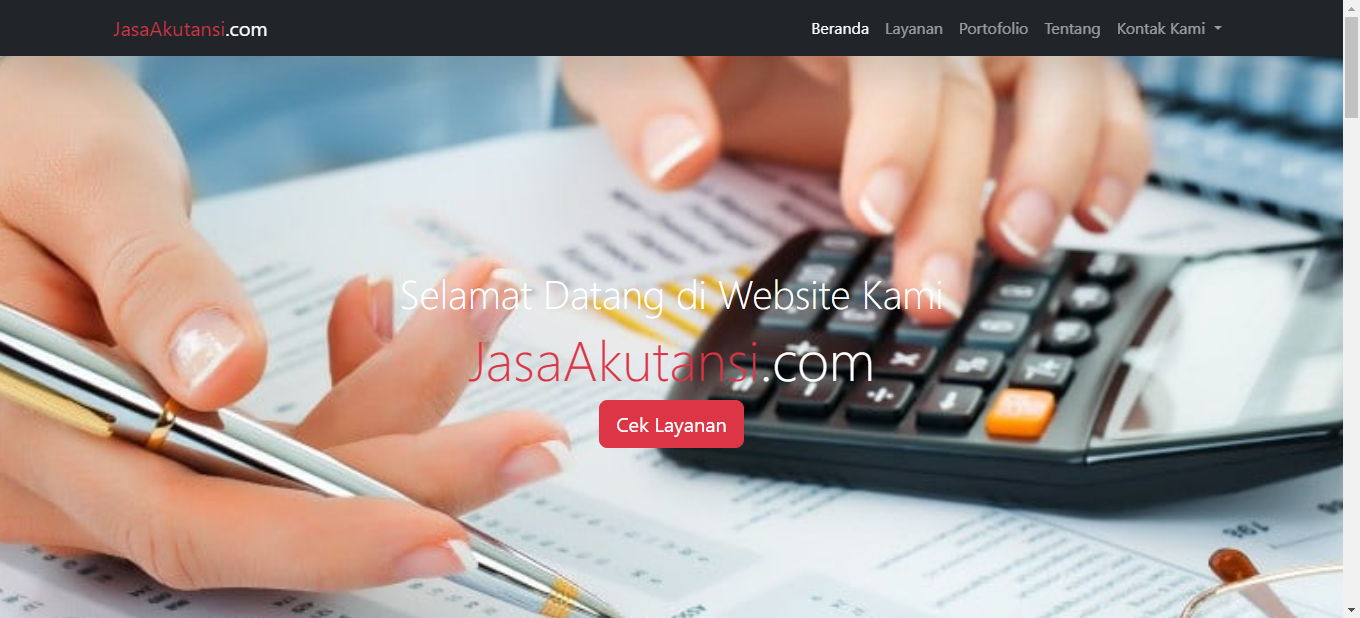 JasaAkutansi.com
Beranda Layanan Portofolio Tentang Kontak Kami
Selamat Datang di Website Kami
JasaAkutansi.com
Cek Layanan